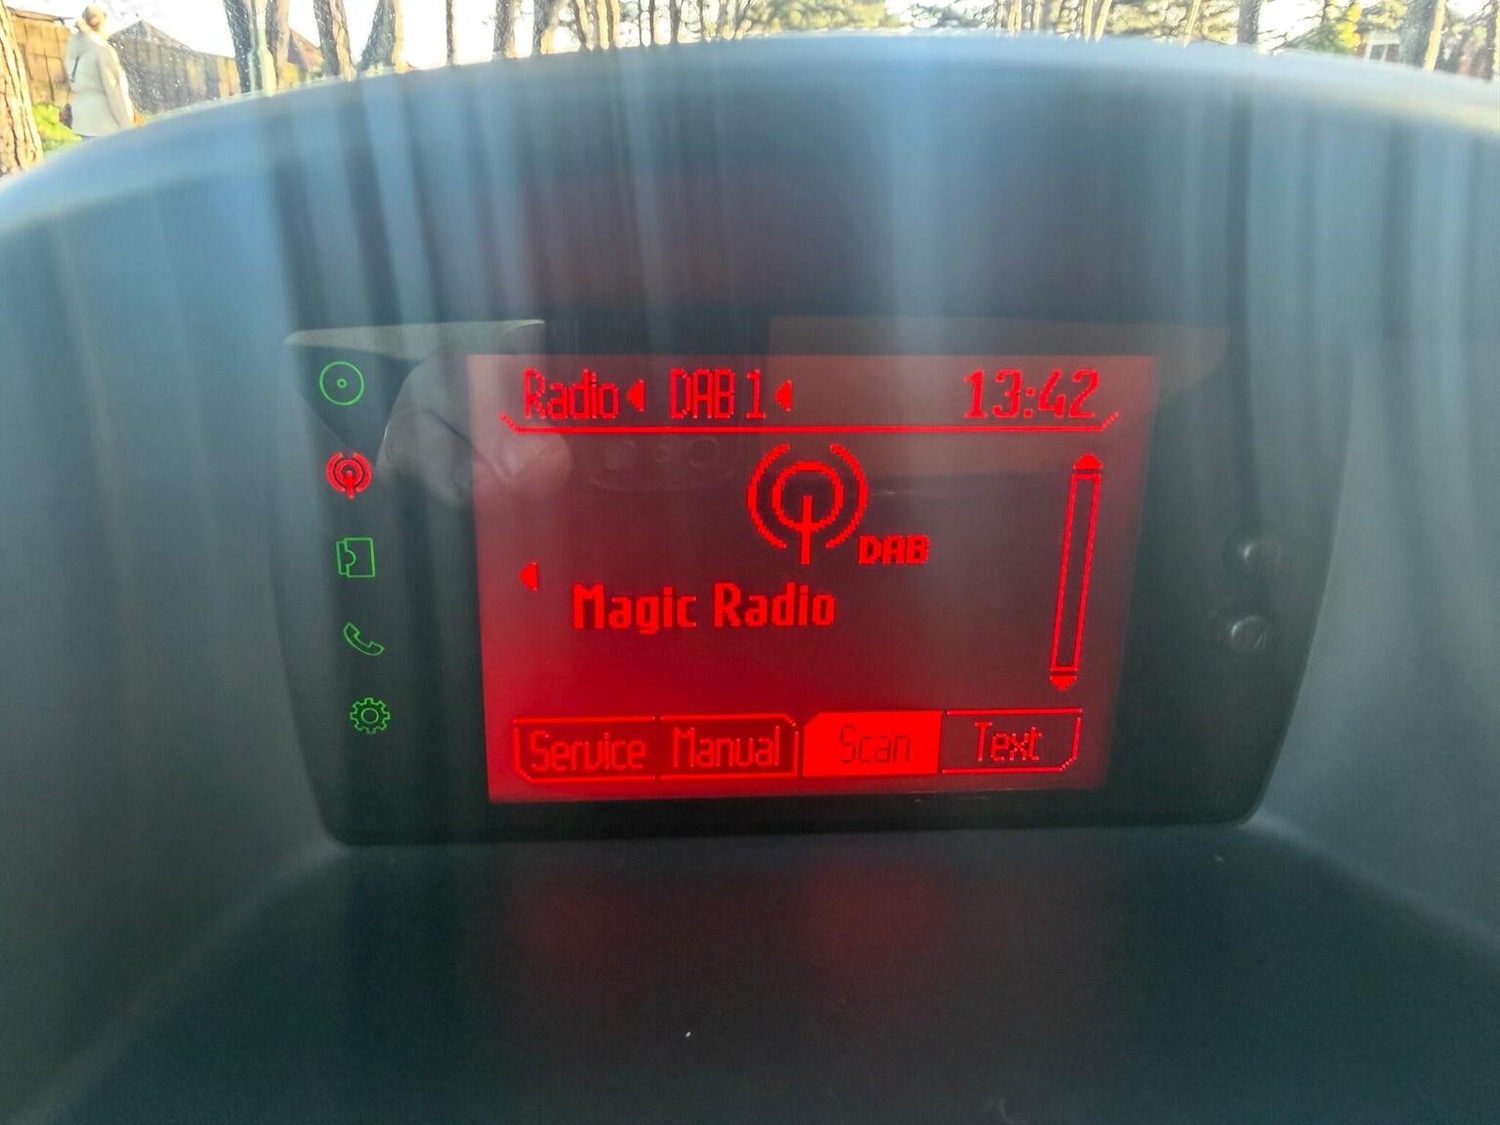 Radio DAB 1 13:42
DAB
Magic Radio
Service Manual Scan Text